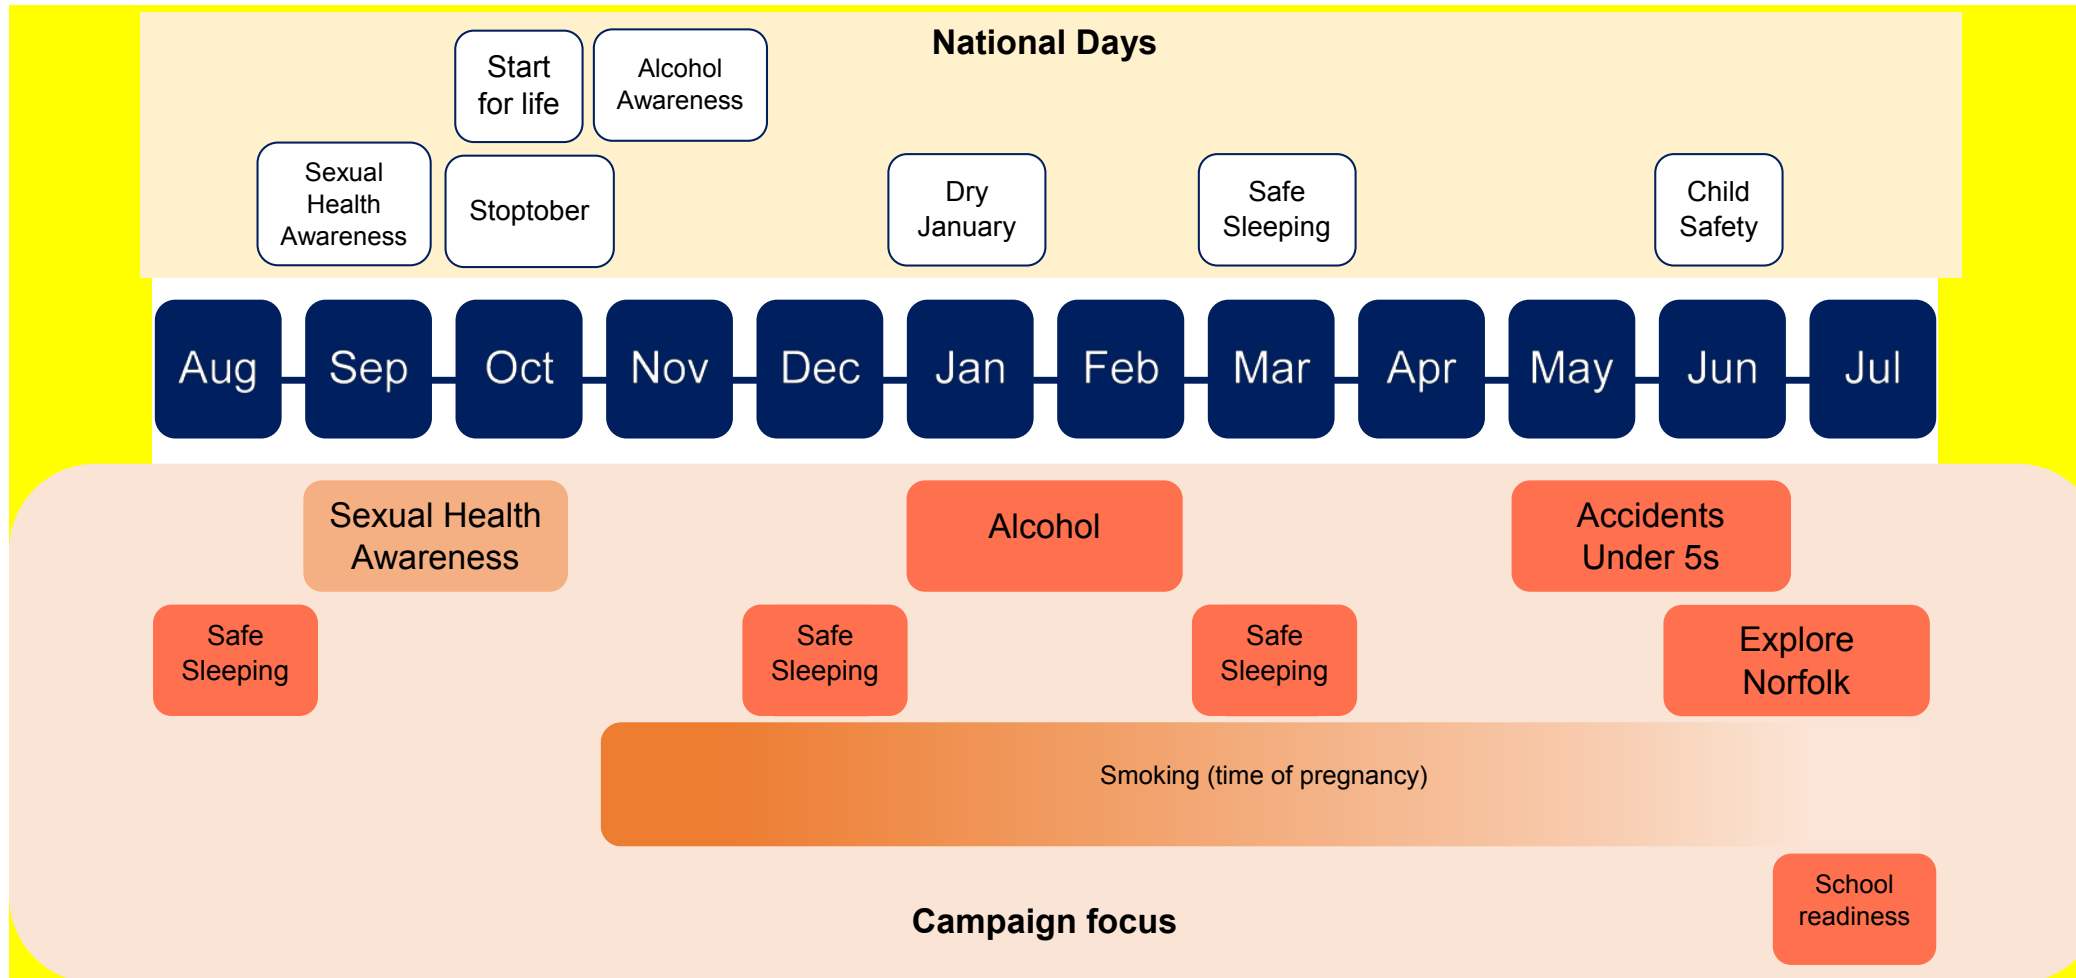 National Days
Start
for life
Alcohol
Awareness
Sexual
Health
Awareness
Stoptober
Dry
January
Safe
Sleeping
Child
Safety
Aug
Sep
Oct
Nov
Dec
Jan
Feb
Mar
Apr
May
Jun
Jul
Sexual Health
Awareness
Alcohol
Accidents
Under 5s
Safe
Sleeping
Safe
Sleeping
Safe
Sleeping
Explore
Norfolk
Smoking (time of pregnancy)
School
readiness
Campaign focus